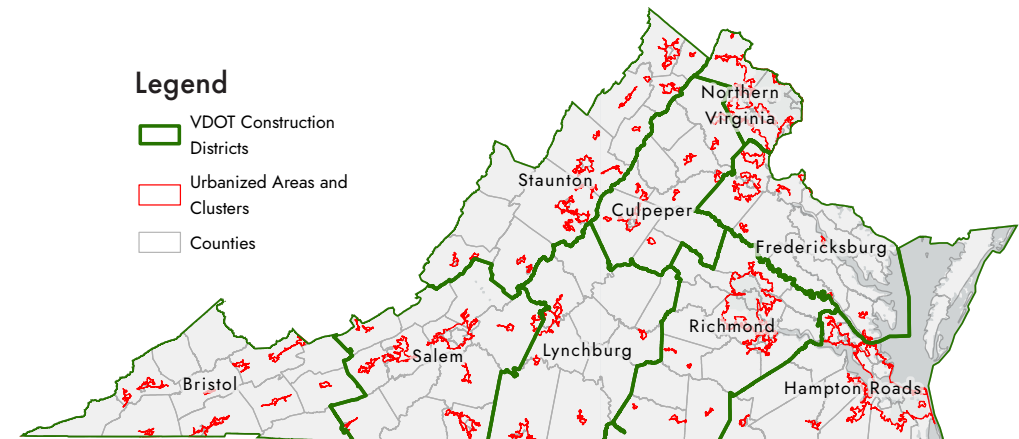 Legend
VDOT Construction
Districts
Urbanized Areas and
Clusters
Counties
Northern
Virginia
Staunton
Culpeper
Fredericksburg
Richmond
Salem
Lynchburg
Bristol
Hampton Roads